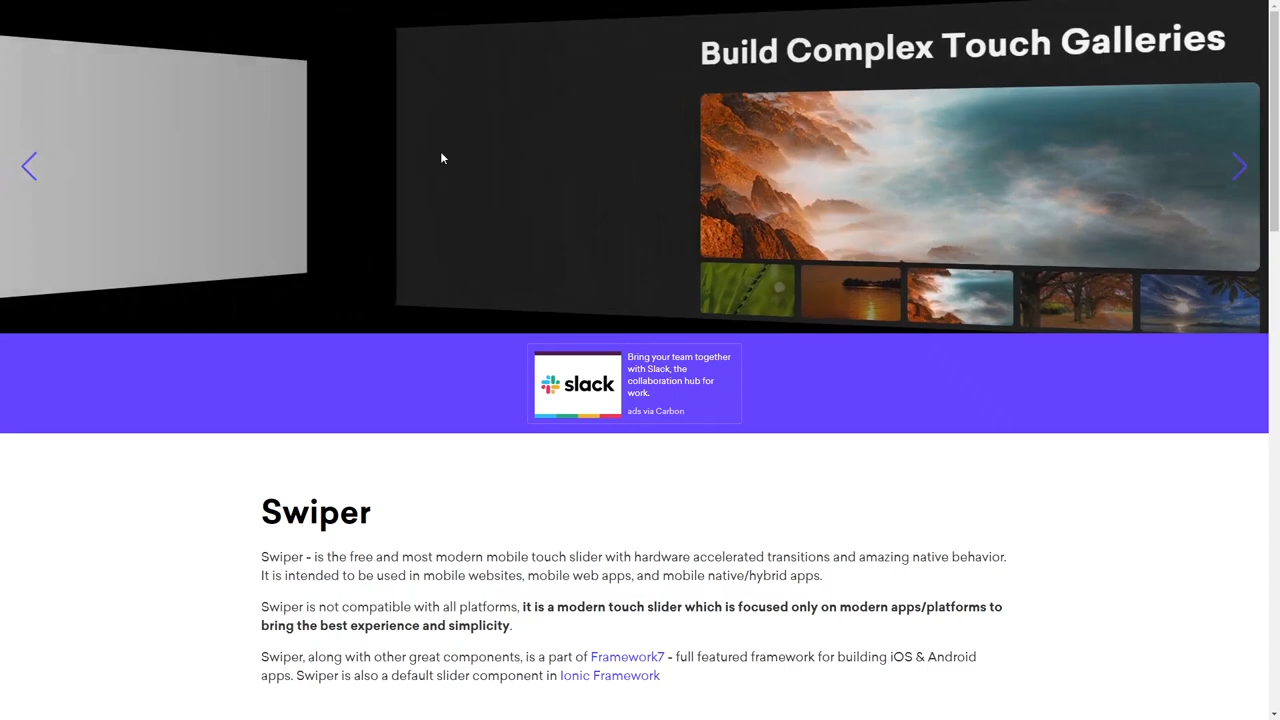 Build Complex Touch Galleries
slack
Bring your team together
with Slack, the
collaboration hub for
work.
ads via Carbon
Swiper
Swiper - is the free and most modern mobile touch slider with hardware accelerated transitions and amazing native behavior.
It is intended to be used in mobile websites, mobile web apps, and mobile native/hybrid apps.
Swiper is not compatible with all platforms, it is a modern touch slider which is focused only on modern apps/platforms to
bring the best experience and simplicity.
Swiper, along with other great components, is a part of Framework7 - full featured framework for building iOS & Android
apps. Swiper is also a default slider component in Ionic Framework